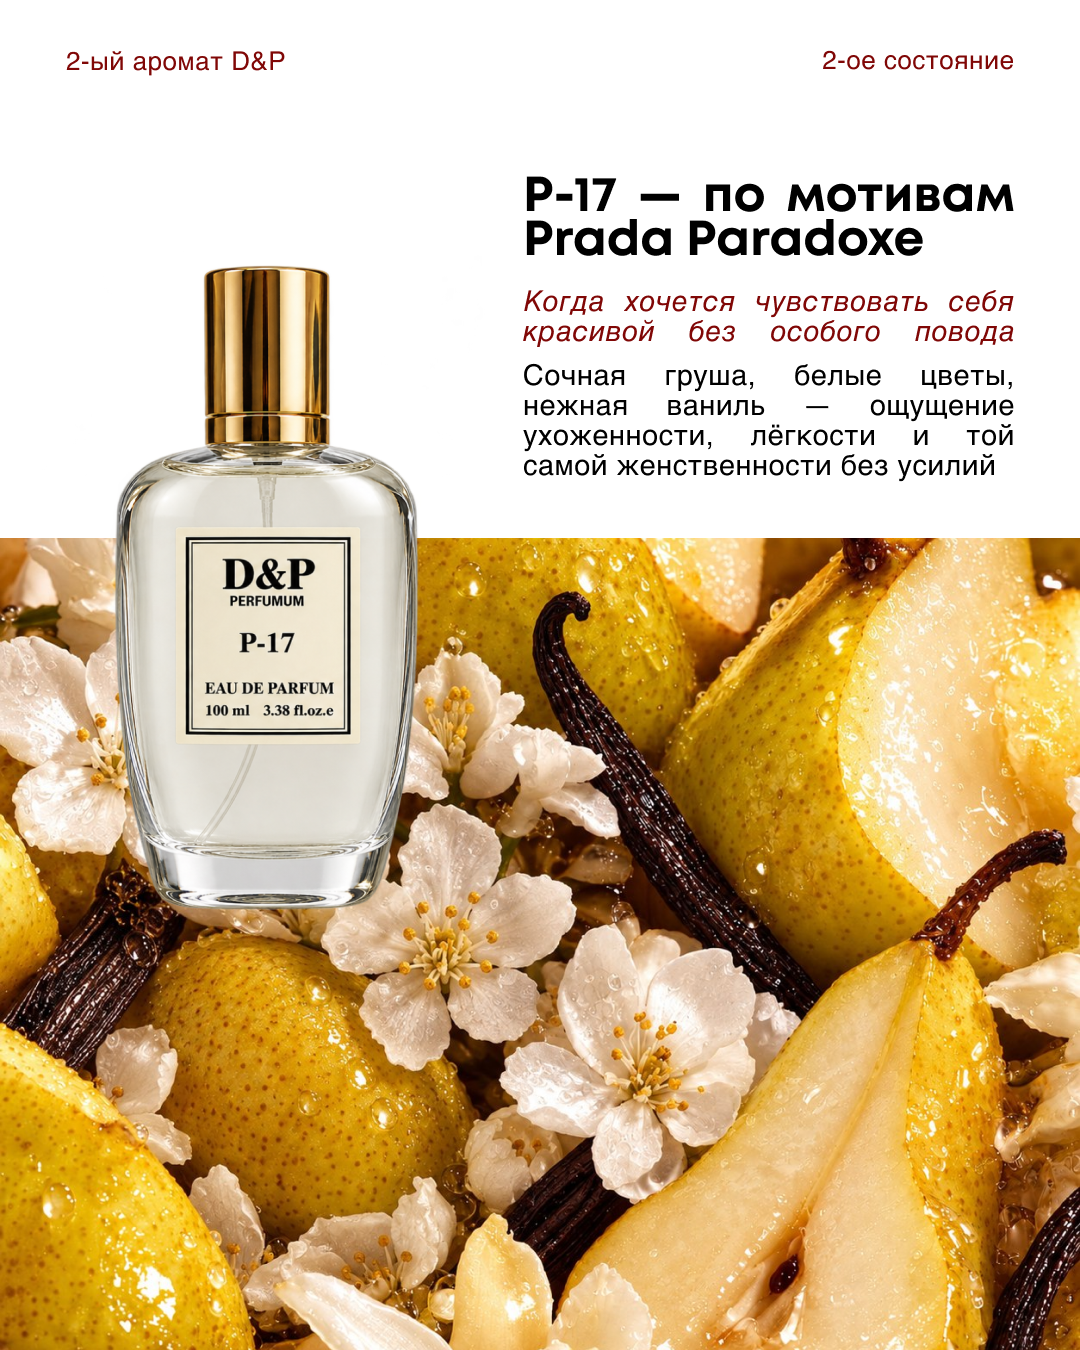 2-ый аромат D&P
2-ое состояние
P-17 — по мотивам
Prada Paradoxe
Когда хочется чувствовать себя
красивой без особого повода
Сочная груша, белые цветы,
нежная ваниль — ощущение
ухоженности, лёгкости и той
самой женственности без усилий
D&P
PERFUMUM
P-17
EAU DE PARFUM
100 ml 3.38 fl.oz.e